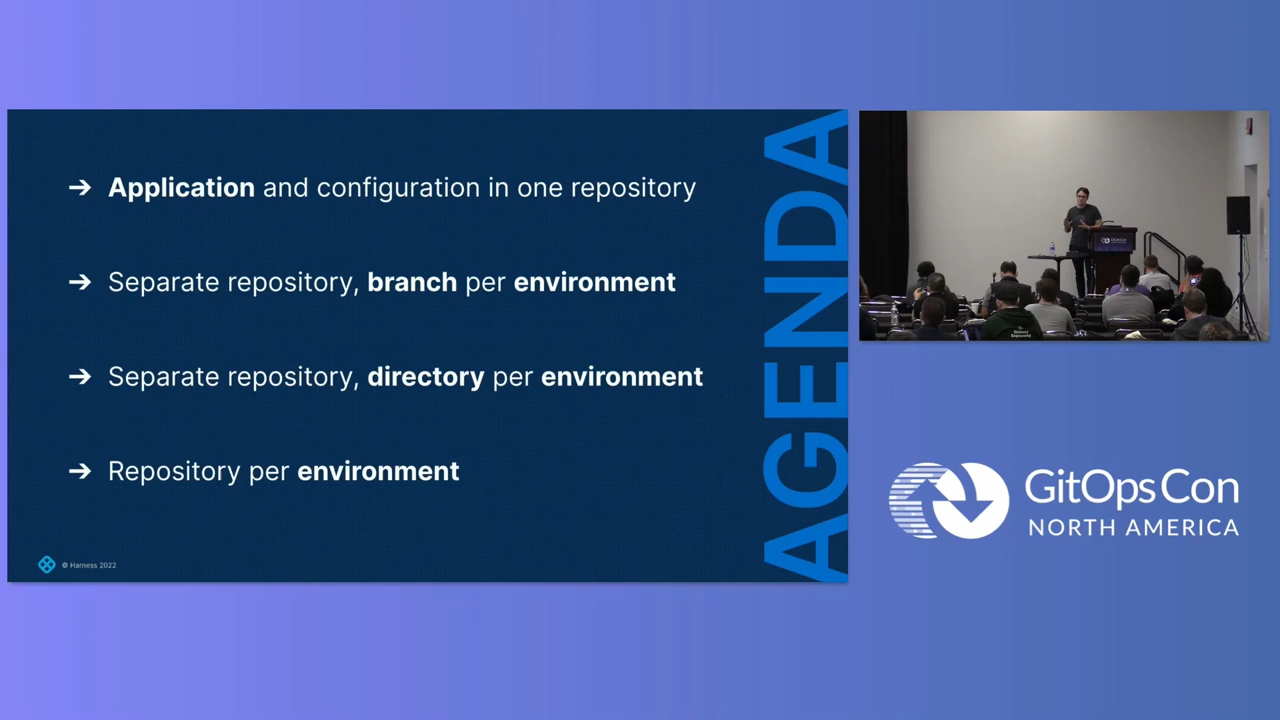 ➔ Application and configuration in one repository
➔ Separate repository, branch per environment
➔ Separate repository, directory per environment
➔ Repository per environment
AGENDA
© Harness 2022
GitOpsCon
GitOpsCon
NORTH AMERICA